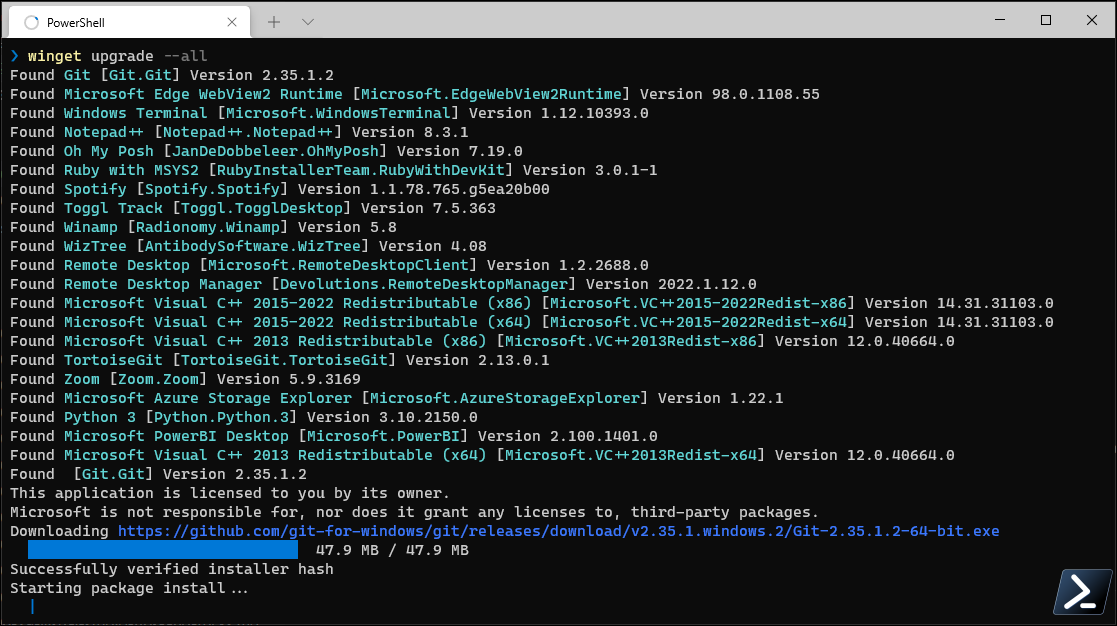 PowerShell
❯ winget upgrade --all
Found Git [Git.Git] Version 2.35.1.2
Found Microsoft Edge WebView2 Runtime [Microsoft.EdgeWebView2Runtime] Version 98.0.1108.55
Found Windows Terminal [Microsoft.WindowsTerminal] Version 1.12.10393.0
Found Notepad++ [Notepad++.Notepad++] Version 8.3.1
Found Oh My Posh [JanDeDobbeleer.OhMyPosh] Version 7.19.0
Found Ruby with MSYS2 [RubyInstallerTeam.RubyWithDevKit] Version 3.0.1-1
Found Spotify [Spotify.Spotify] Version 1.1.78.765.g5ea20b00
Found Toggl Track [Toggl.TogglDesktop] Version 7.5.363
Found Winamp [Radionomy.Winamp] Version 5.8
Found WizTree [AntibodySoftware.WizTree] Version 4.08
Found Remote Desktop [Microsoft.RemoteDesktopClient] Version 1.2.2688.0
Found Remote Desktop Manager [Devolutions.RemoteDesktopManager] Version 2022.1.12.0
Found Microsoft Visual C++ 2015-2022 Redistributable (x86) [Microsoft.VC++2015-2022Redist-x86] Version 14.31.31103.0
Found Microsoft Visual C++ 2015-2022 Redistributable (x64) [Microsoft.VC++2015-2022Redist-x64] Version 14.31.31103.0
Found Microsoft Visual C++ 2013 Redistributable (x86) [Microsoft.VC++2013Redist-x86] Version 12.0.40664.0
Found TortoiseGit [TortoiseGit.TortoiseGit] Version 2.13.0.1
Found Zoom [Zoom.Zoom] Version 5.9.3169
Found Microsoft Azure Storage Explorer [Microsoft.AzureStorageExplorer] Version 1.22.1
Found Python 3 [Python.Python.3] Version 3.10.2150.0
Found Microsoft PowerBI Desktop [Microsoft.PowerBI] Version 2.100.1401.0
Found Microsoft Visual C++ 2013 Redistributable (x64) [Microsoft.VC++2013Redist-x64] Version 12.0.40664.0
Found  [Git.Git] Version 2.35.1.2
This application is licensed to you by its owner.
Microsoft is not responsible for, nor does it grant any licenses to, third-party packages.
Downloading https://github.com/git-for-windows/git/releases/download/v2.35.1.windows.2/Git-2.35.1.2-64-bit.exe
47.9 MB / 47.9 MB
Successfully verified installer hash
Starting package install...